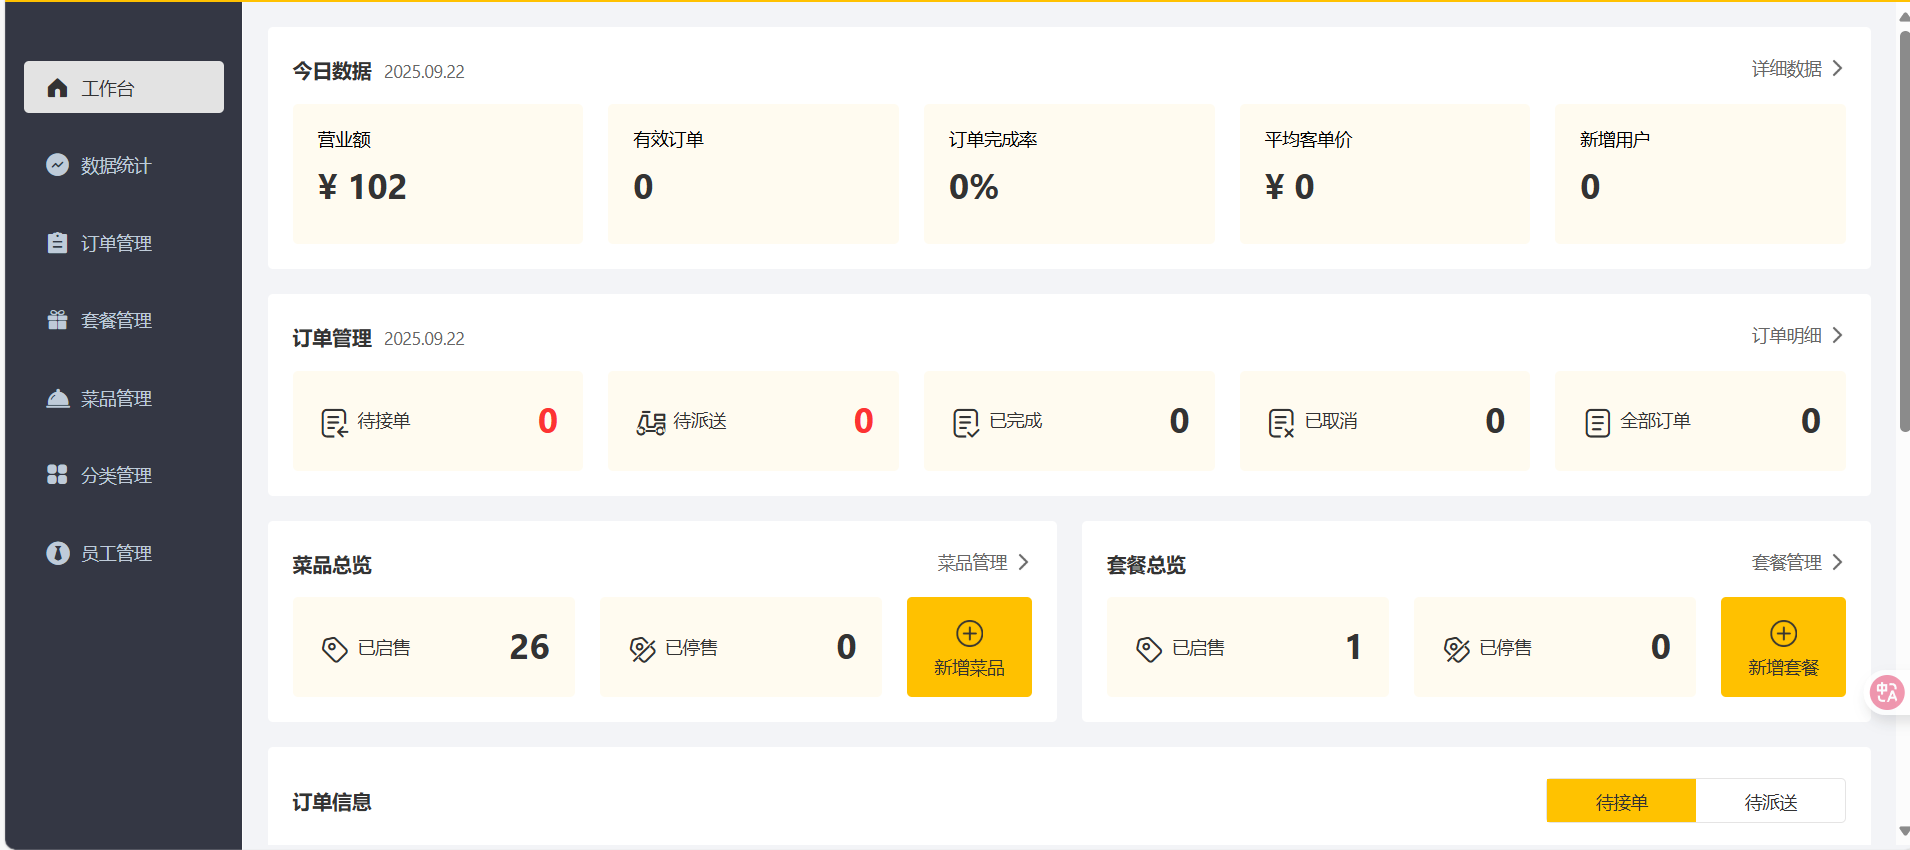 工作台
数据统计
订单管理
套餐管理
菜品管理
分类管理
员工管理
今日数据 2025.09.22 详细数据
营业额 有效订单 订单完成率 平均客单价 新增用户
¥ 102 0 0% ¥ 0 0
订单管理 2025.09.22 订单明细
待接单 0 待派送 0 已完成 0 已取消 0 全部订单 0
菜品总览 菜品管理
已启售 26 已停售 0 新增菜品
套餐总览 套餐管理
已启售 1 已停售 0 新增套餐
中A
订单信息 待接单 待派送